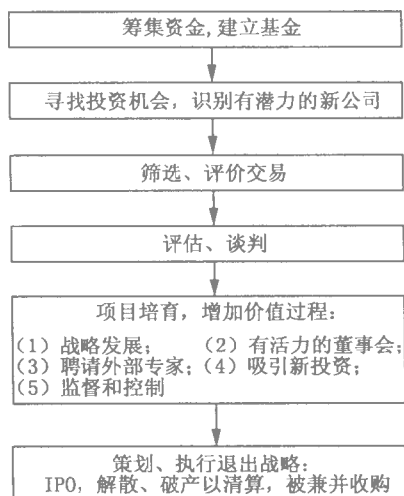 筹集资金,建立基金
寻找投资机会，识别有潜力的新公司
筛选、评价交易
评估、谈判
项目培育，增加价值过程：
（1）战略发展； （2）有活力的董事会；
（3）聘请外部专家；（4）吸引新投资；
（5）监督和控制
策划、执行退出战略：
IPO，解散、破产以清算，被兼并收购